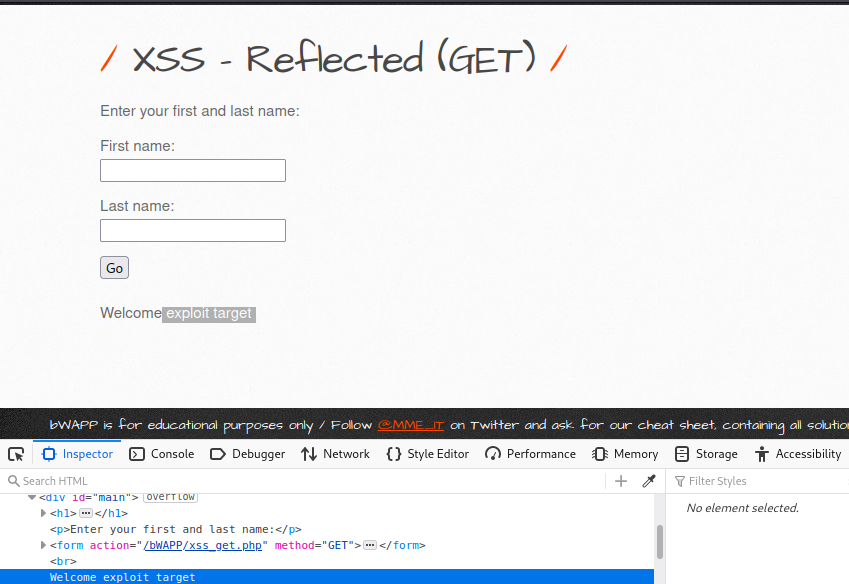 / XSS - Reflected (GET) /
Enter your first and last name:
First name:
Last name:
Go
Welcome exploit target
bWAPP is for educational purposes only / Follow @MME_IT on Twitter and ask for our cheat sheet, containing all
Inspector Console Debugger Network Style Editor Performance Memory Storage Accessibility
Search HTML + Filter Styles
<div id="main"> overflow
<h1>⋯</h1>
<p>Enter your first and last name:</p>
<form action="/bWAPP/xss_get.php" method="GET">⋯</form>
<br>
Welcome exploit target
No element selected.